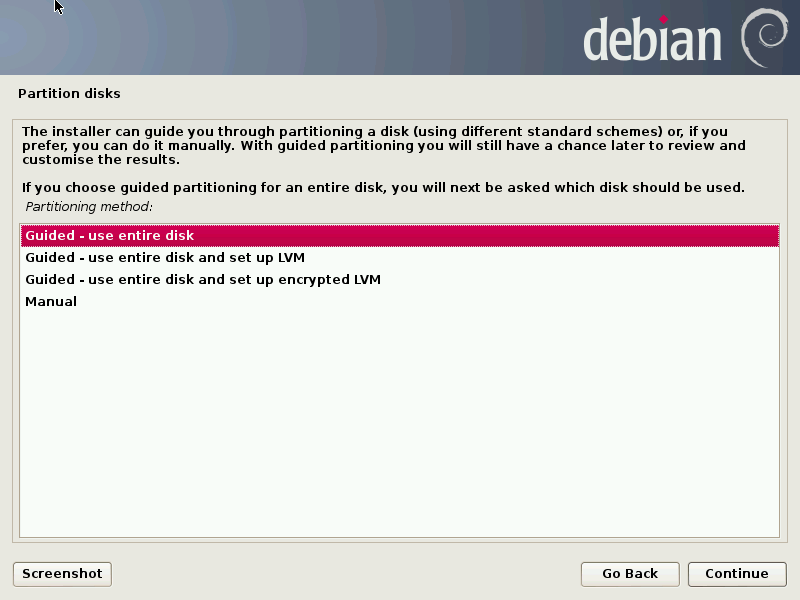 debian
Partition disks
The installer can guide you through partitioning a disk (using different standard schemes) or, if you
prefer, you can do it manually. With guided partitioning you will still have a chance later to review and
customise the results.
If you choose guided partitioning for an entire disk, you will next be asked which disk should be used.
Partitioning method:
Guided - use entire disk
Guided - use entire disk and set up LVM
Guided - use entire disk and set up encrypted LVM
Manual
Screenshot
Go Back
Continue